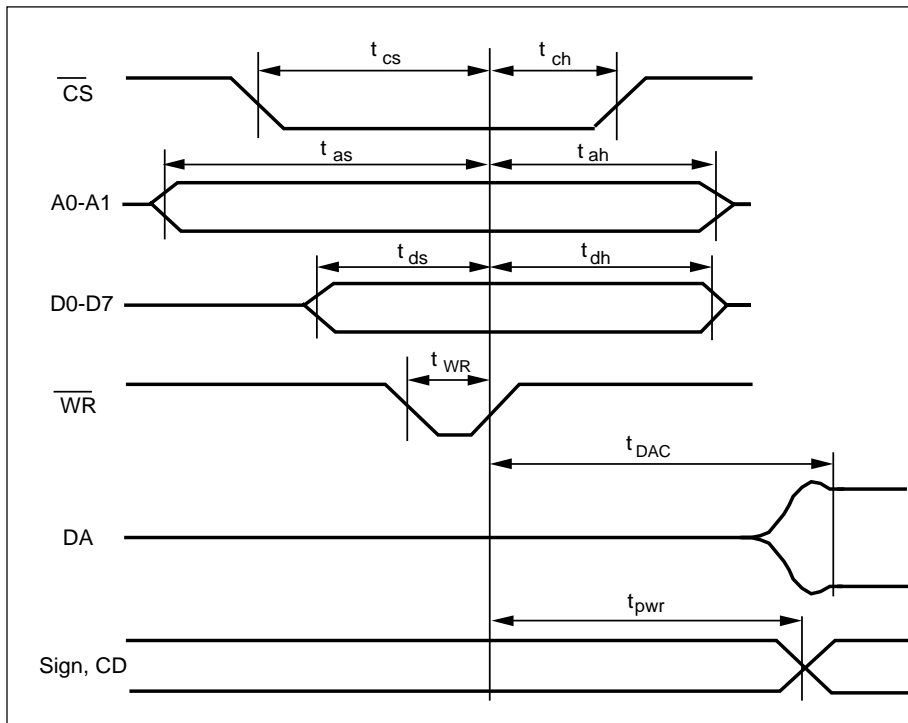 t cs
t ch
CS
t as
t ah
A0-A1
t ds
t dh
D0-D7
t WR
WR
t DAC
DA
t pwr
Sign, CD